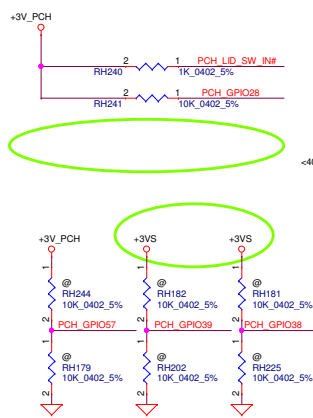 +3V_PCH
2 1 PCH_LID_SW_IN#
RH240 1K_0402_5%
2 1 PCH_GPIO28
RH241 10K_0402_5%
<40
+3V_PCH +3VS +3VS
1 1 1
@ @ @
RH244 RH182 RH181
10K_0402_5% 10K_0402_5% 10K_0402_5%
2 2 2
PCH_GPIO57 PCH_GPIO39 PCH_GPIO38
1 1 1
@ @
RH179 RH202 RH225
10K_0402_5% 10K_0402_5% 10K_0402_5%
2 2 2